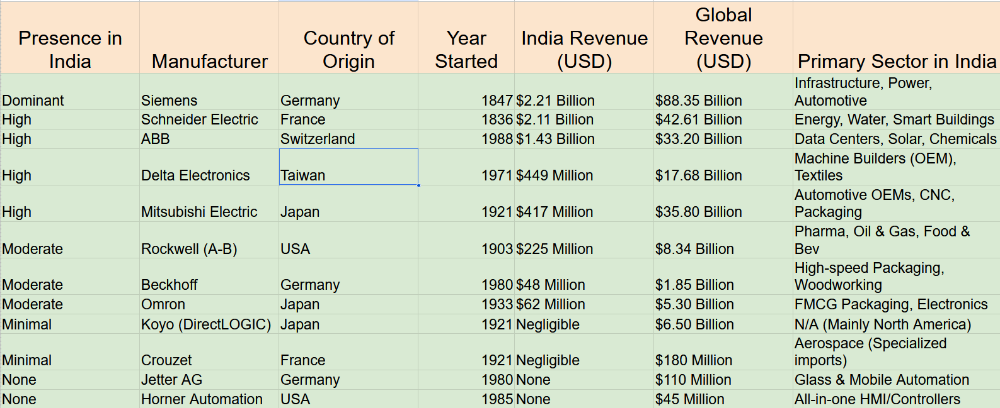 Presence in India Manufacturer Country of Origin Year Started India Revenue (USD) Global Revenue (USD) Primary Sector in India
Dominant Siemens Germany 1847 $2.21 Billion $88.35 Billion Infrastructure, Power, Automotive
High Schneider Electric France 1836 $2.11 Billion $42.61 Billion Energy, Water, Smart Buildings
High ABB Switzerland 1988 $1.43 Billion $33.20 Billion Data Centers, Solar, Chemicals
High Delta Electronics Taiwan 1971 $449 Million $17.68 Billion Machine Builders (OEM), Textiles
High Mitsubishi Electric Japan 1921 $417 Million $35.80 Billion Automotive OEMs, CNC, Packaging
Moderate Rockwell (A-B) USA 1903 $225 Million $8.34 Billion Pharma, Oil & Gas, Food & Bev
Moderate Beckhoff Germany 1980 $48 Million $1.85 Billion High-speed Packaging, Woodworking
Moderate Omron Japan 1933 $62 Million $5.30 Billion FMCG Packaging, Electronics
Minimal Koyo (DirectLOGIC) Japan 1921 Negligible $6.50 Billion N/A (Mainly North America)
Minimal Crouzet France 1921 Negligible $180 Million Aerospace (Specialized imports)
None Jetter AG Germany 1980 None $110 Million Glass & Mobile Automation
None Horner Automation USA 1985 None $45 Million All-in-one HMI/Controllers